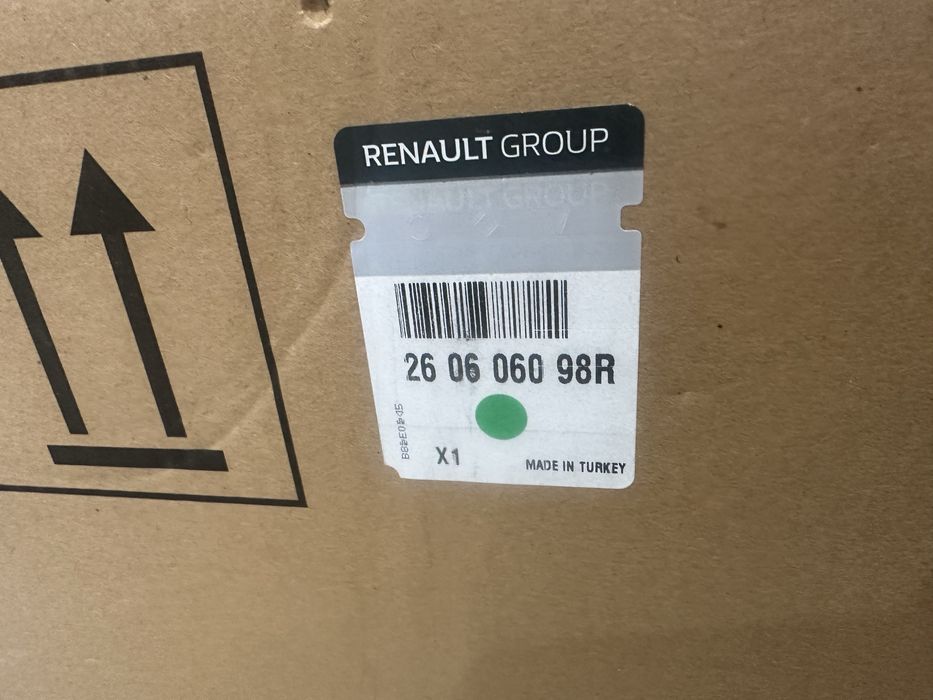 RENAULT GROUP
26 06 060 98R
X1
MADE IN TURKEY